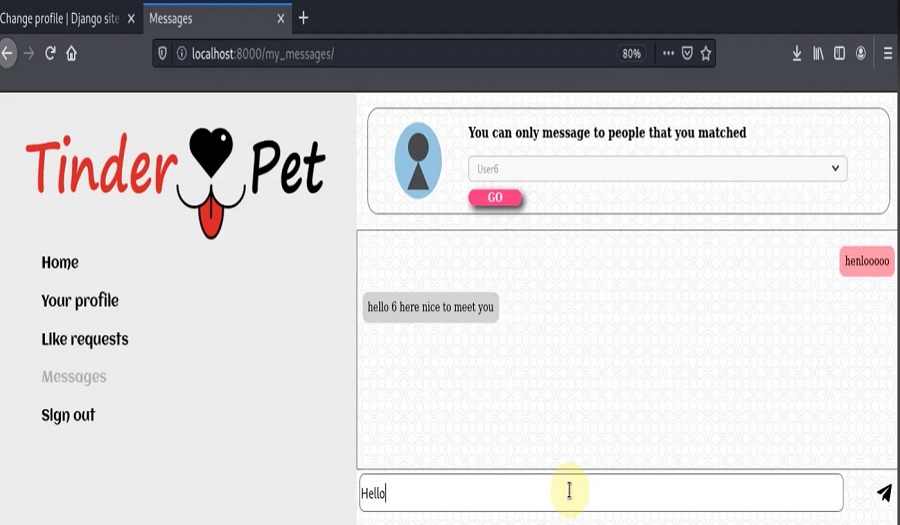 Change profile | Django site
Messages
localhost:8000/my_messages/
80%
Tinder Pet
Home
Your profile
Like requests
Messages
Sign out
You can only message to people that you matched
User6
GO
henlooooo
hello 6 here nice to meet you
Hello